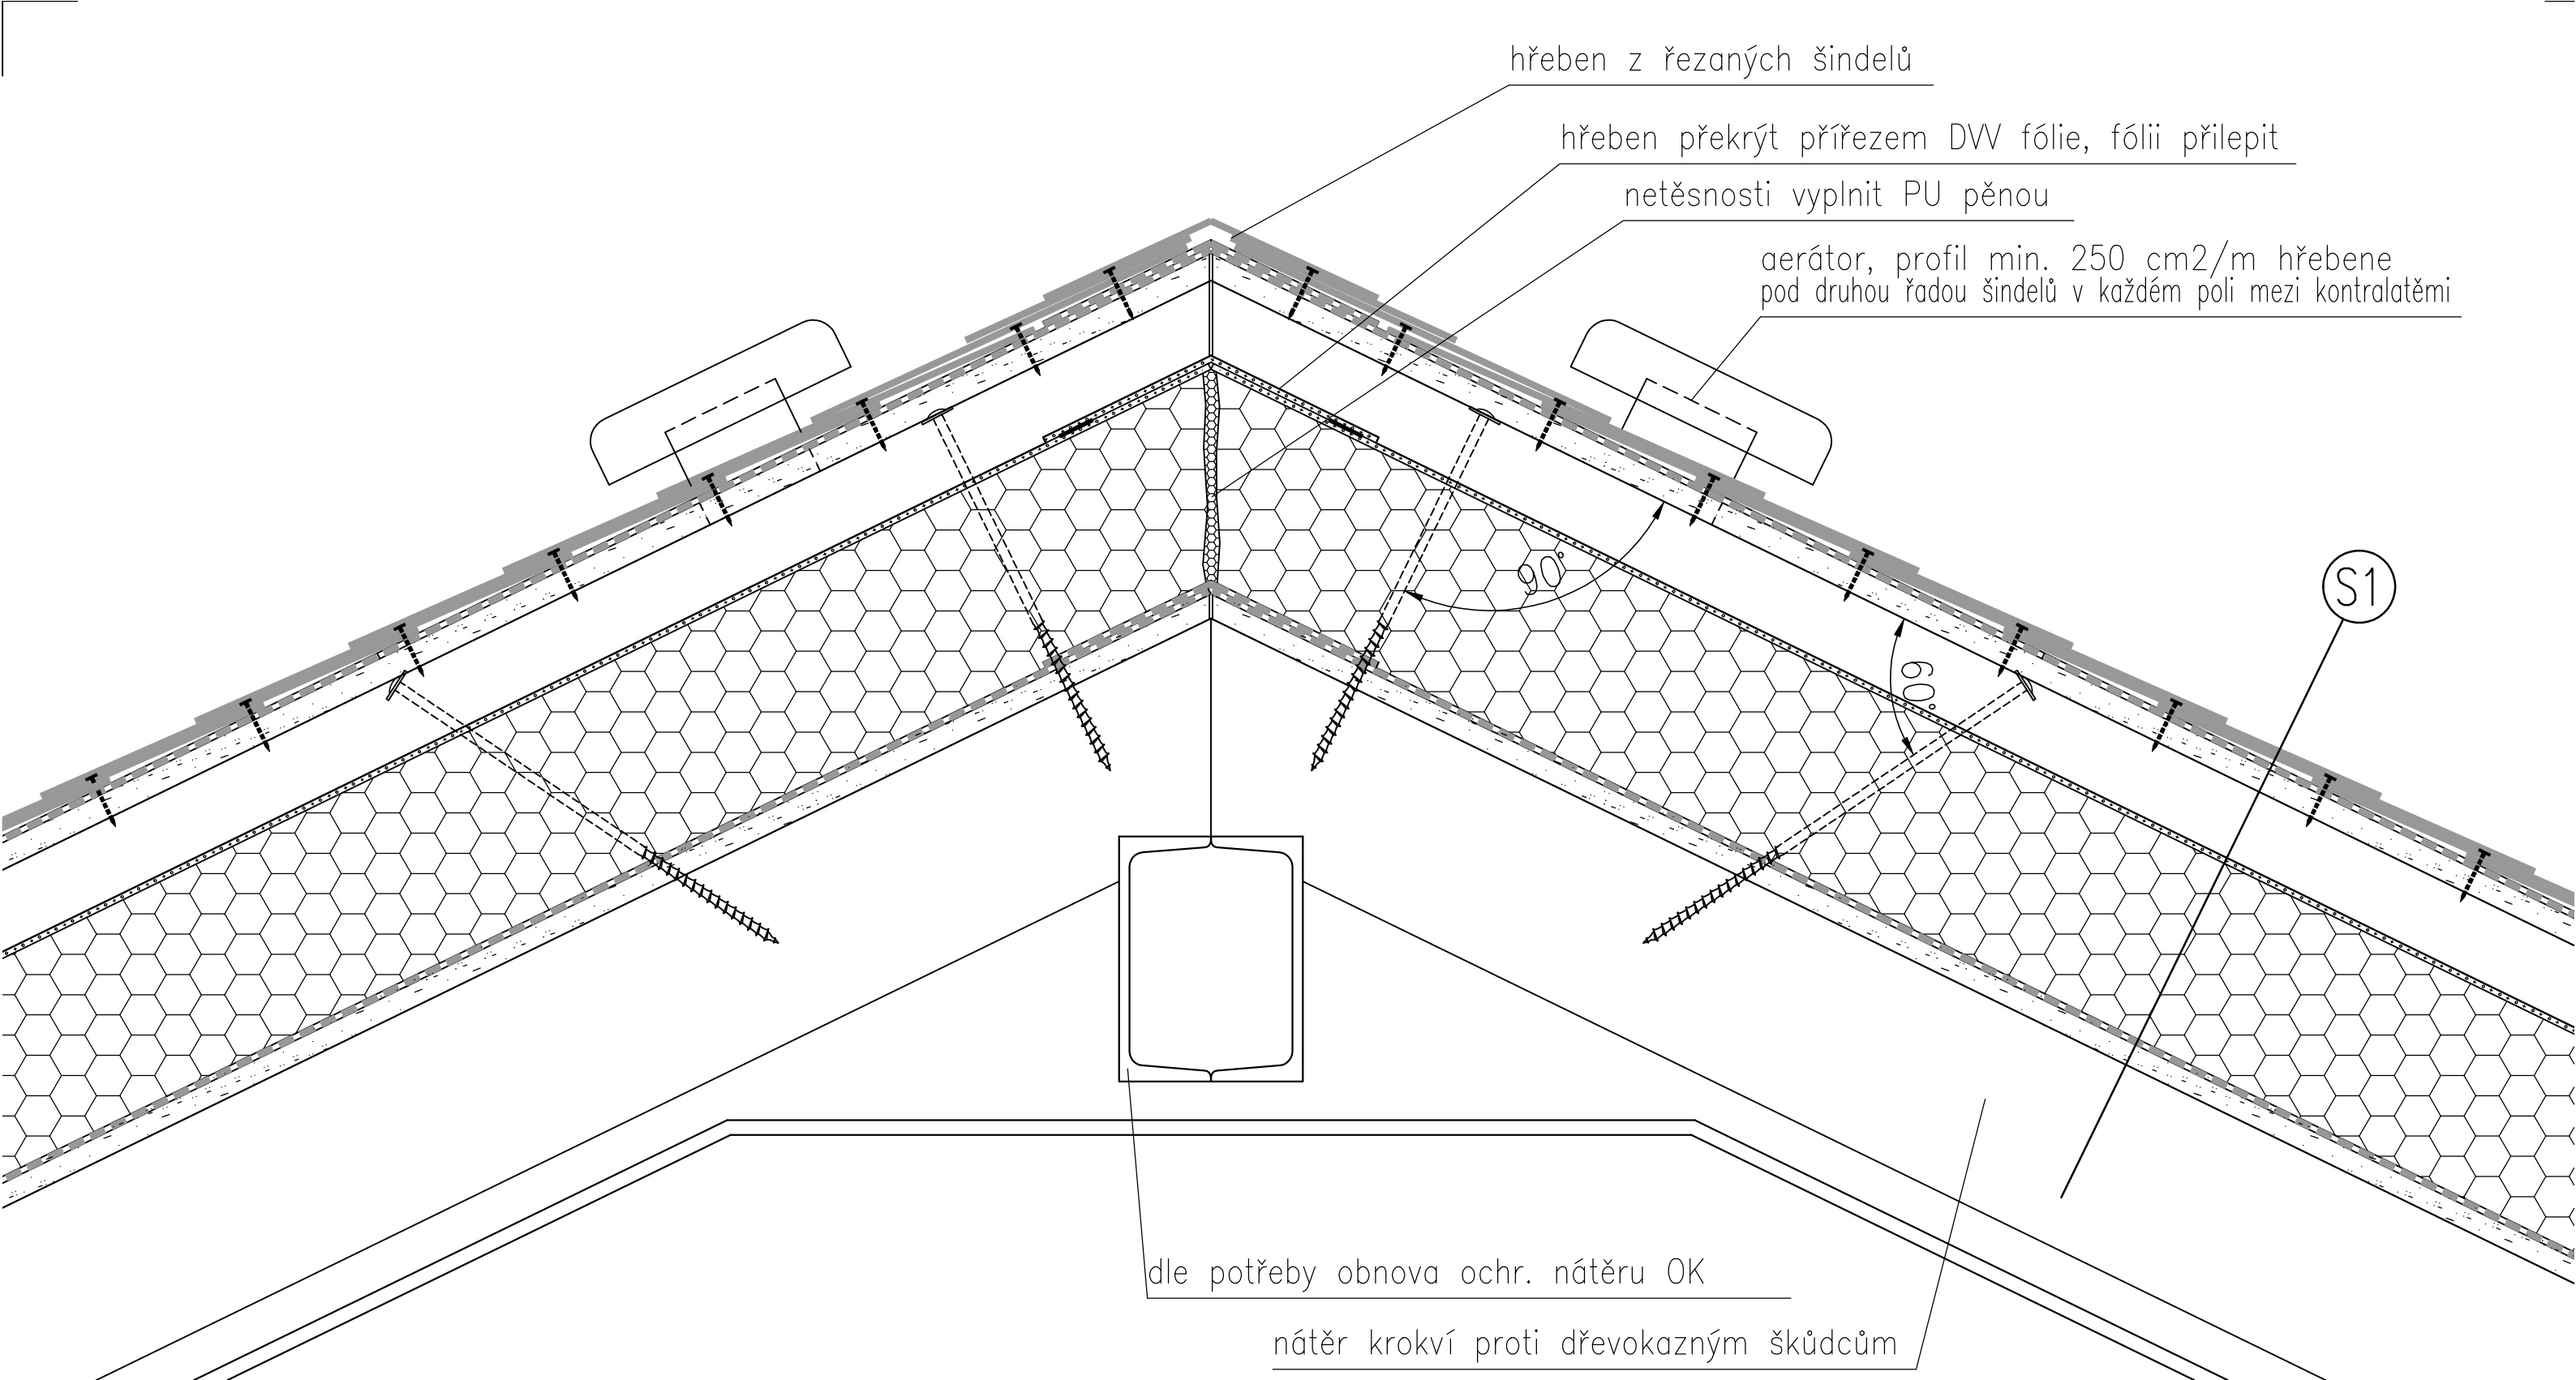 hřeben z řezaných šindelů
hřeben překrýt přířezem DVV fólie, fólii přilepit
netěsnosti vyplnit PU pěnou
aerátor, profil min. 250 cm2/m hřebene
pod druhou řadou šindelů v každém poli mezi kontralatěmi
90°
S1
60°
dle potřeby obnova ochr. nátěru OK
nátěr krokví proti dřevokazným škůdcům